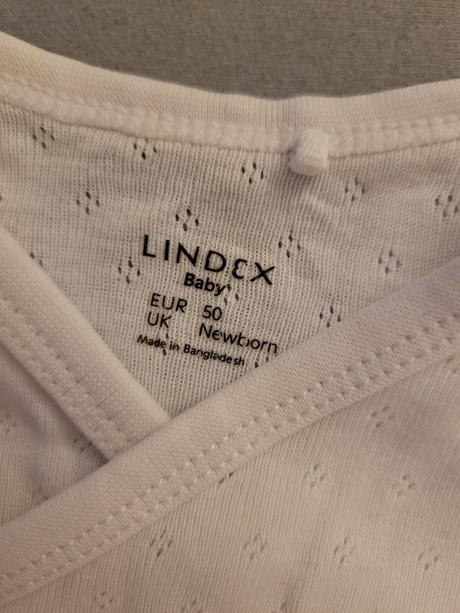 LINDEX
Baby
EUR 50
UK Newborn
Made in Bangladesh